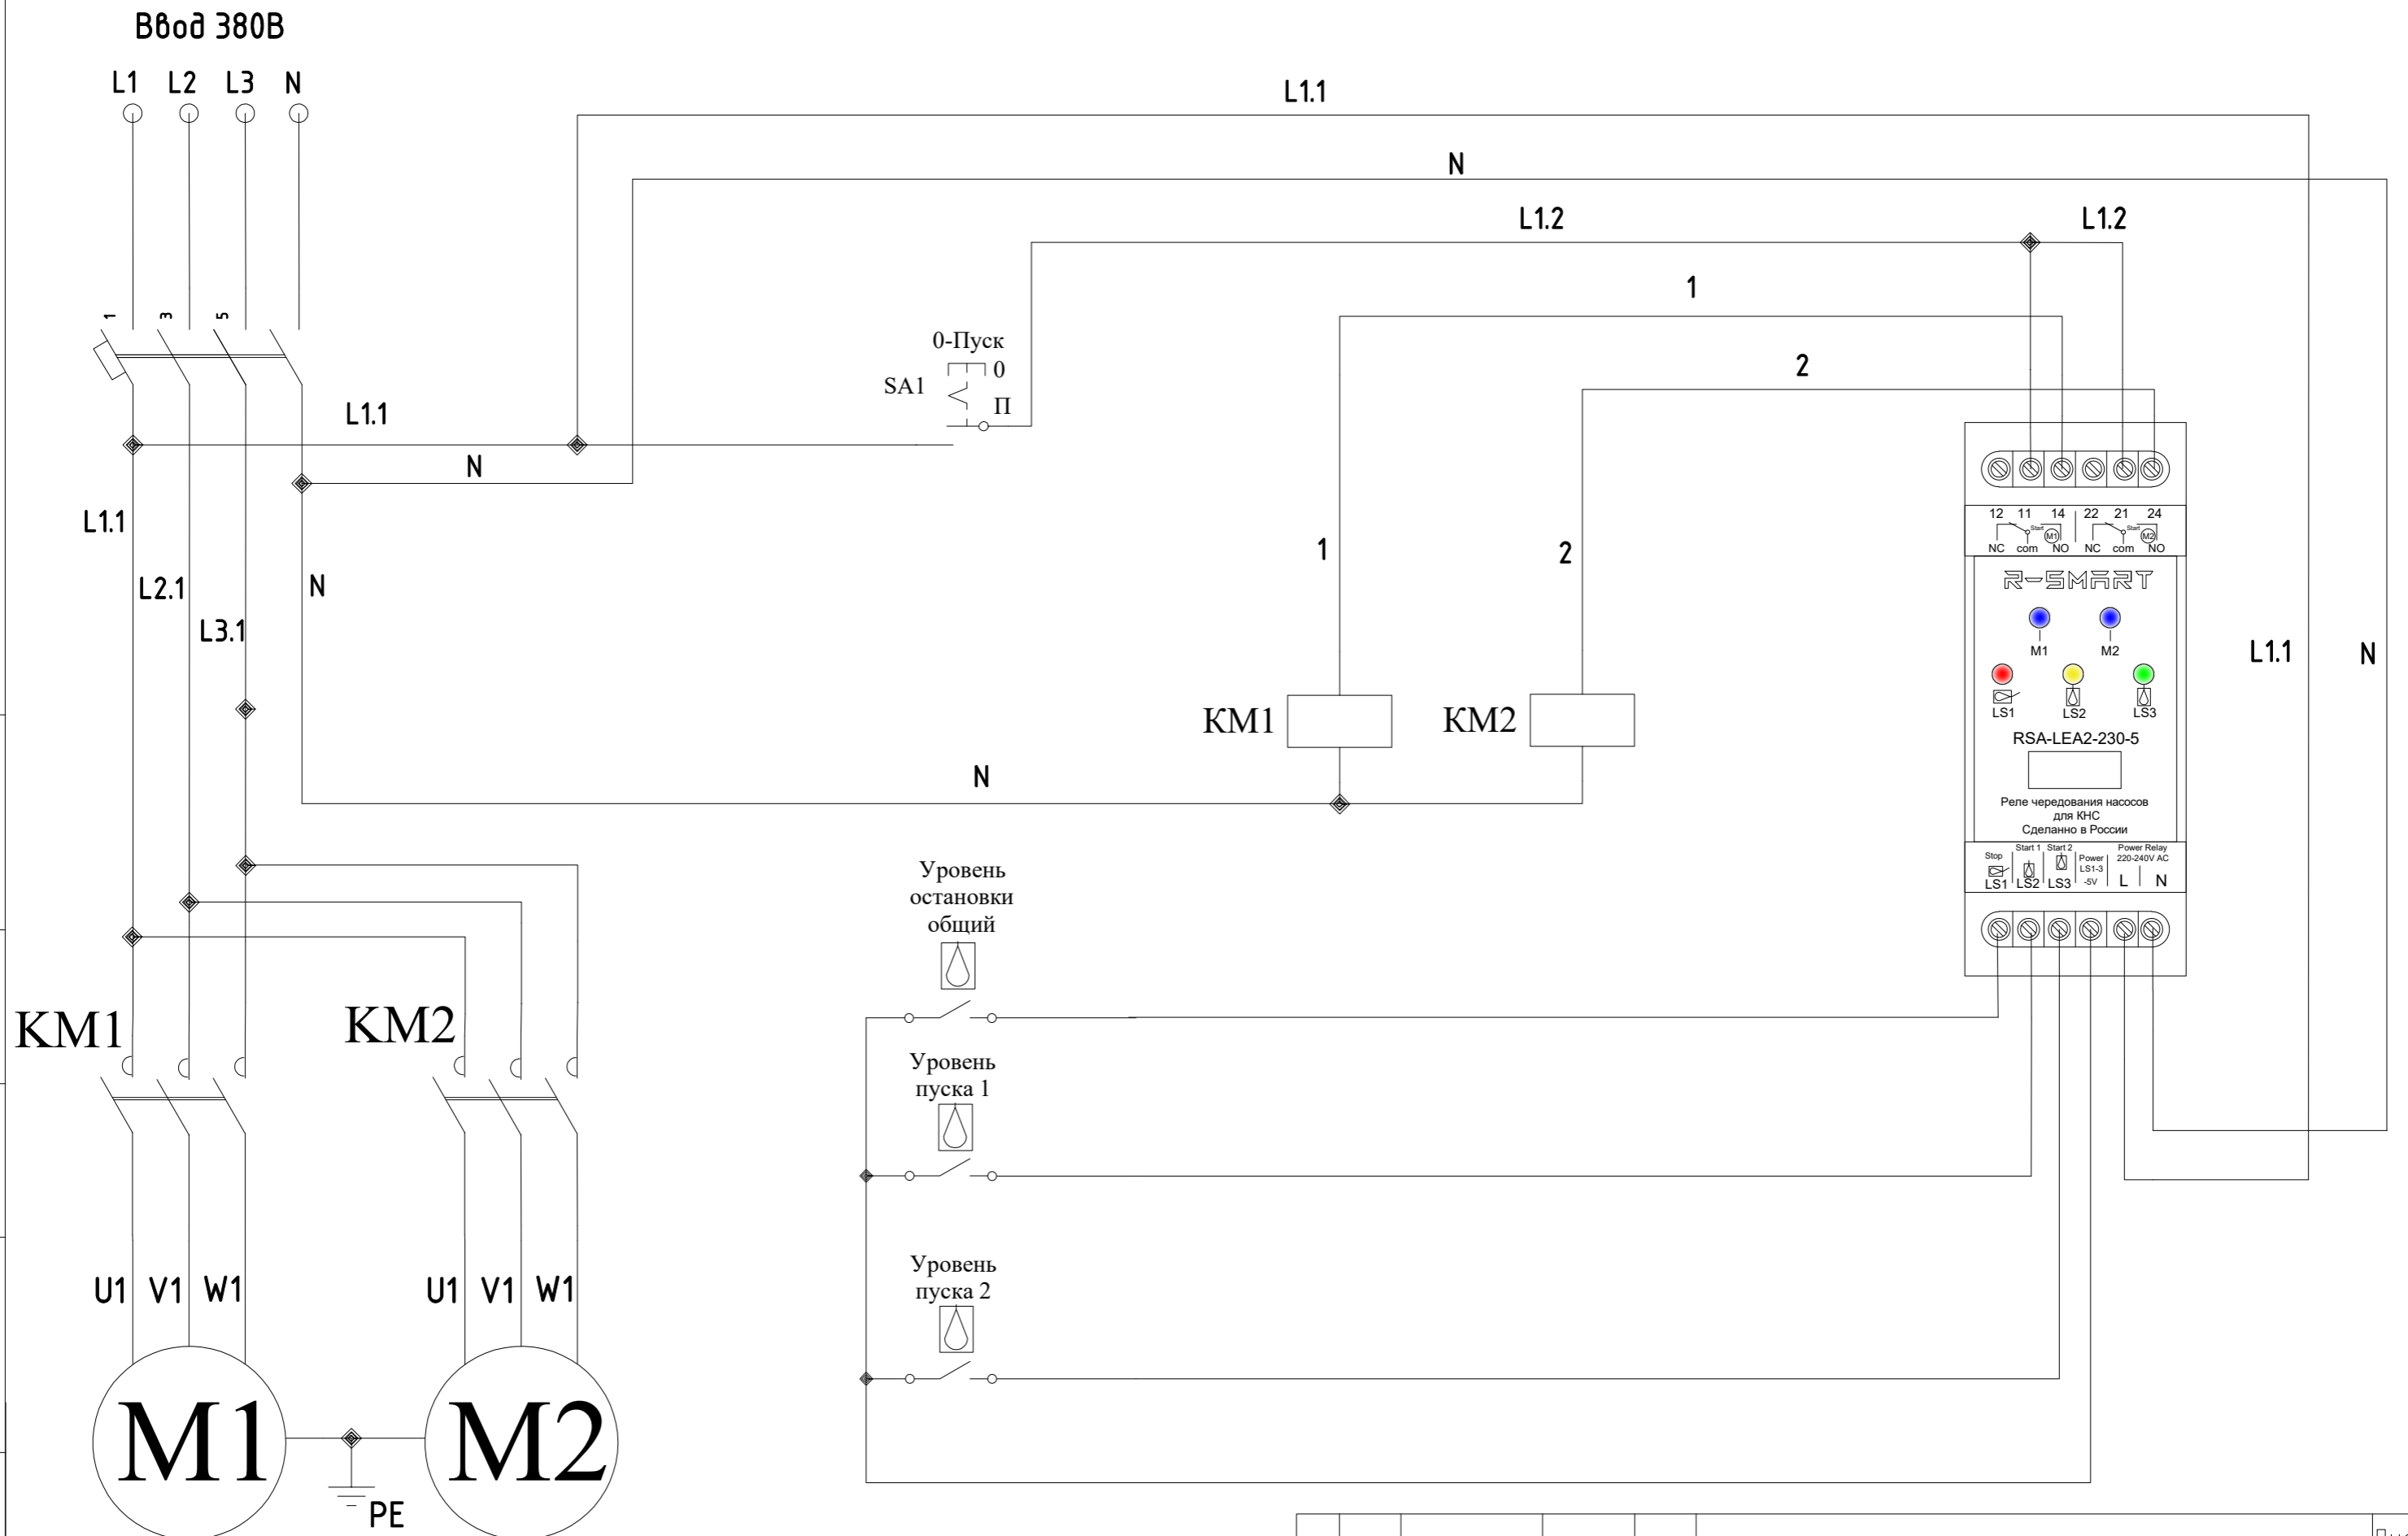 Ввод 380В
L1 L2 L3 N
L1.1
N
L1.2 L1.2
1
1 3 5
0-Пуск
0
SA1
П
2
L1.1
N
L1.1
L2.1
N
L3.1
1
2
12 11 14 22 21 24
Start M1 Start M2
NC com NO NC com NO
R-SMART
M1 M2
L1.1 N
LS1 LS2 LS3
KM1 KM2
RSA-LEA2-230-5
N
Реле чередования насосов
для КНС
Сделанно в России
Start 1 Start 2 Power Relay
Stop Power 220-240V AC
LS1-3
LS1 LS2 LS3 -5V L N
Уровень
остановки
общий
KM1 KM2
Уровень
пуска 1
Уровень
пуска 2
U1 V1 W1 U1 V1 W1
M1 M2
PE